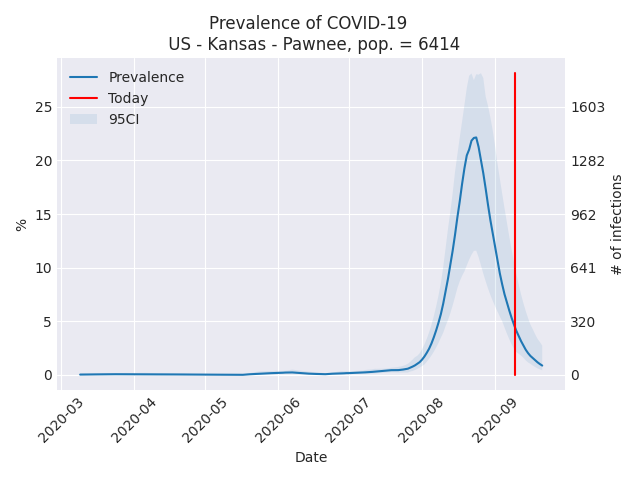 Prevalence of COVID-19
US - Kansas - Pawnee, pop. = 6414
Prevalence
Today
95CI
%
25
20
15
10
5
0
1603
1282
962
641
320
0
# of infections
2020-03
2020-04
2020-05
2020-06
2020-07
2020-08
2020-09
Date